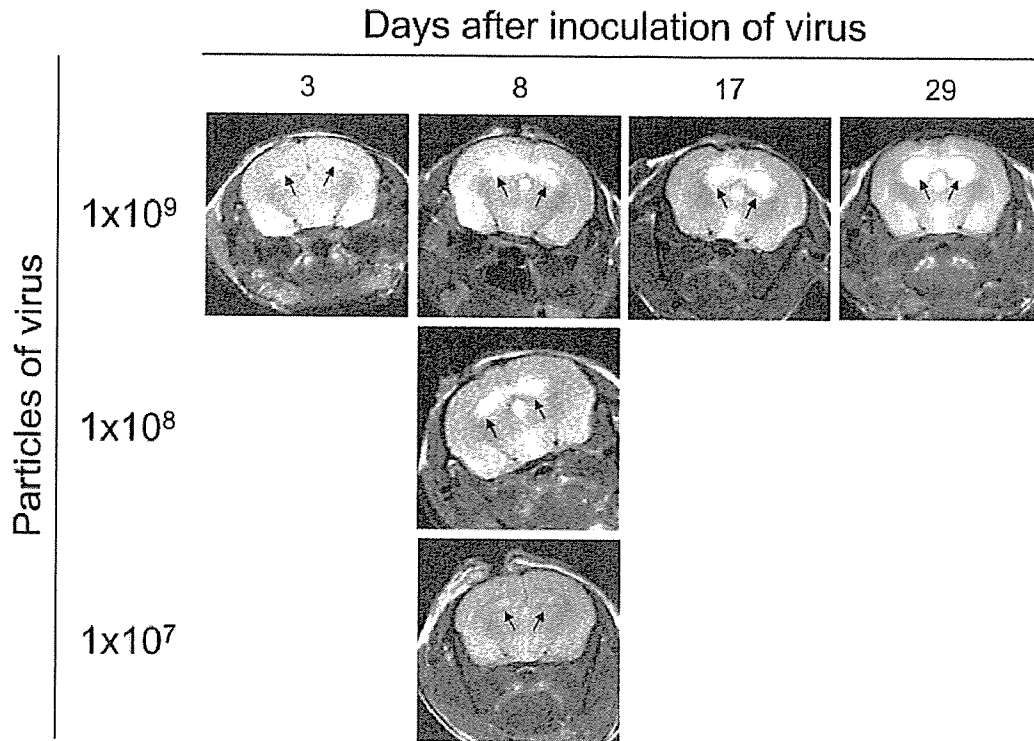 Days after inoculation of virus
3 8 17 29
Particles of virus
1x10⁹
1x10⁸
1x10⁷